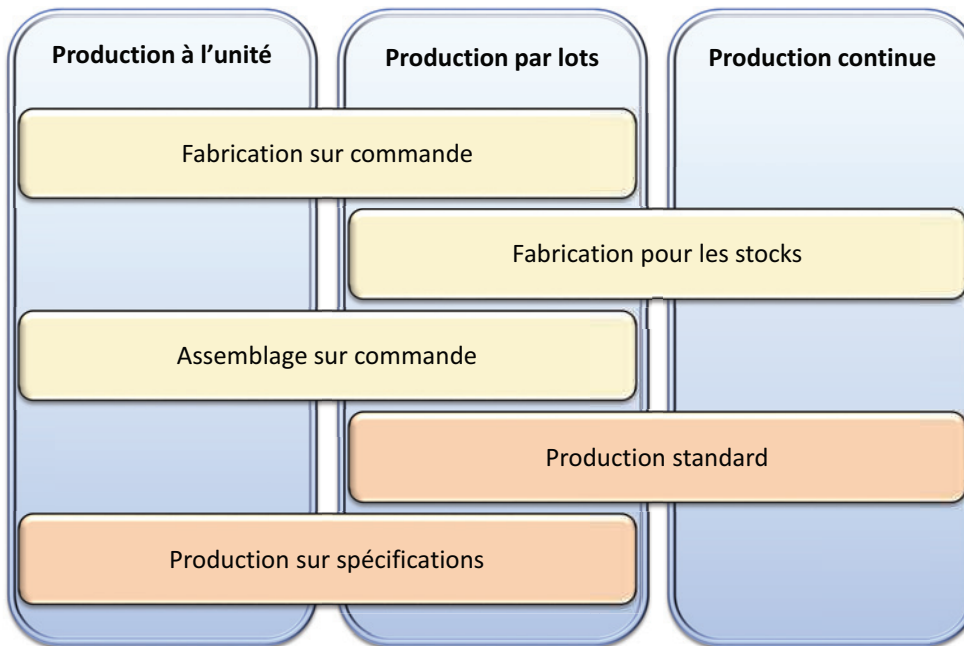 Production à l’unité
Production par lots
Production continue
Fabrication sur commande
Fabrication pour les stocks
Assemblage sur commande
Production standard
Production sur spécifications